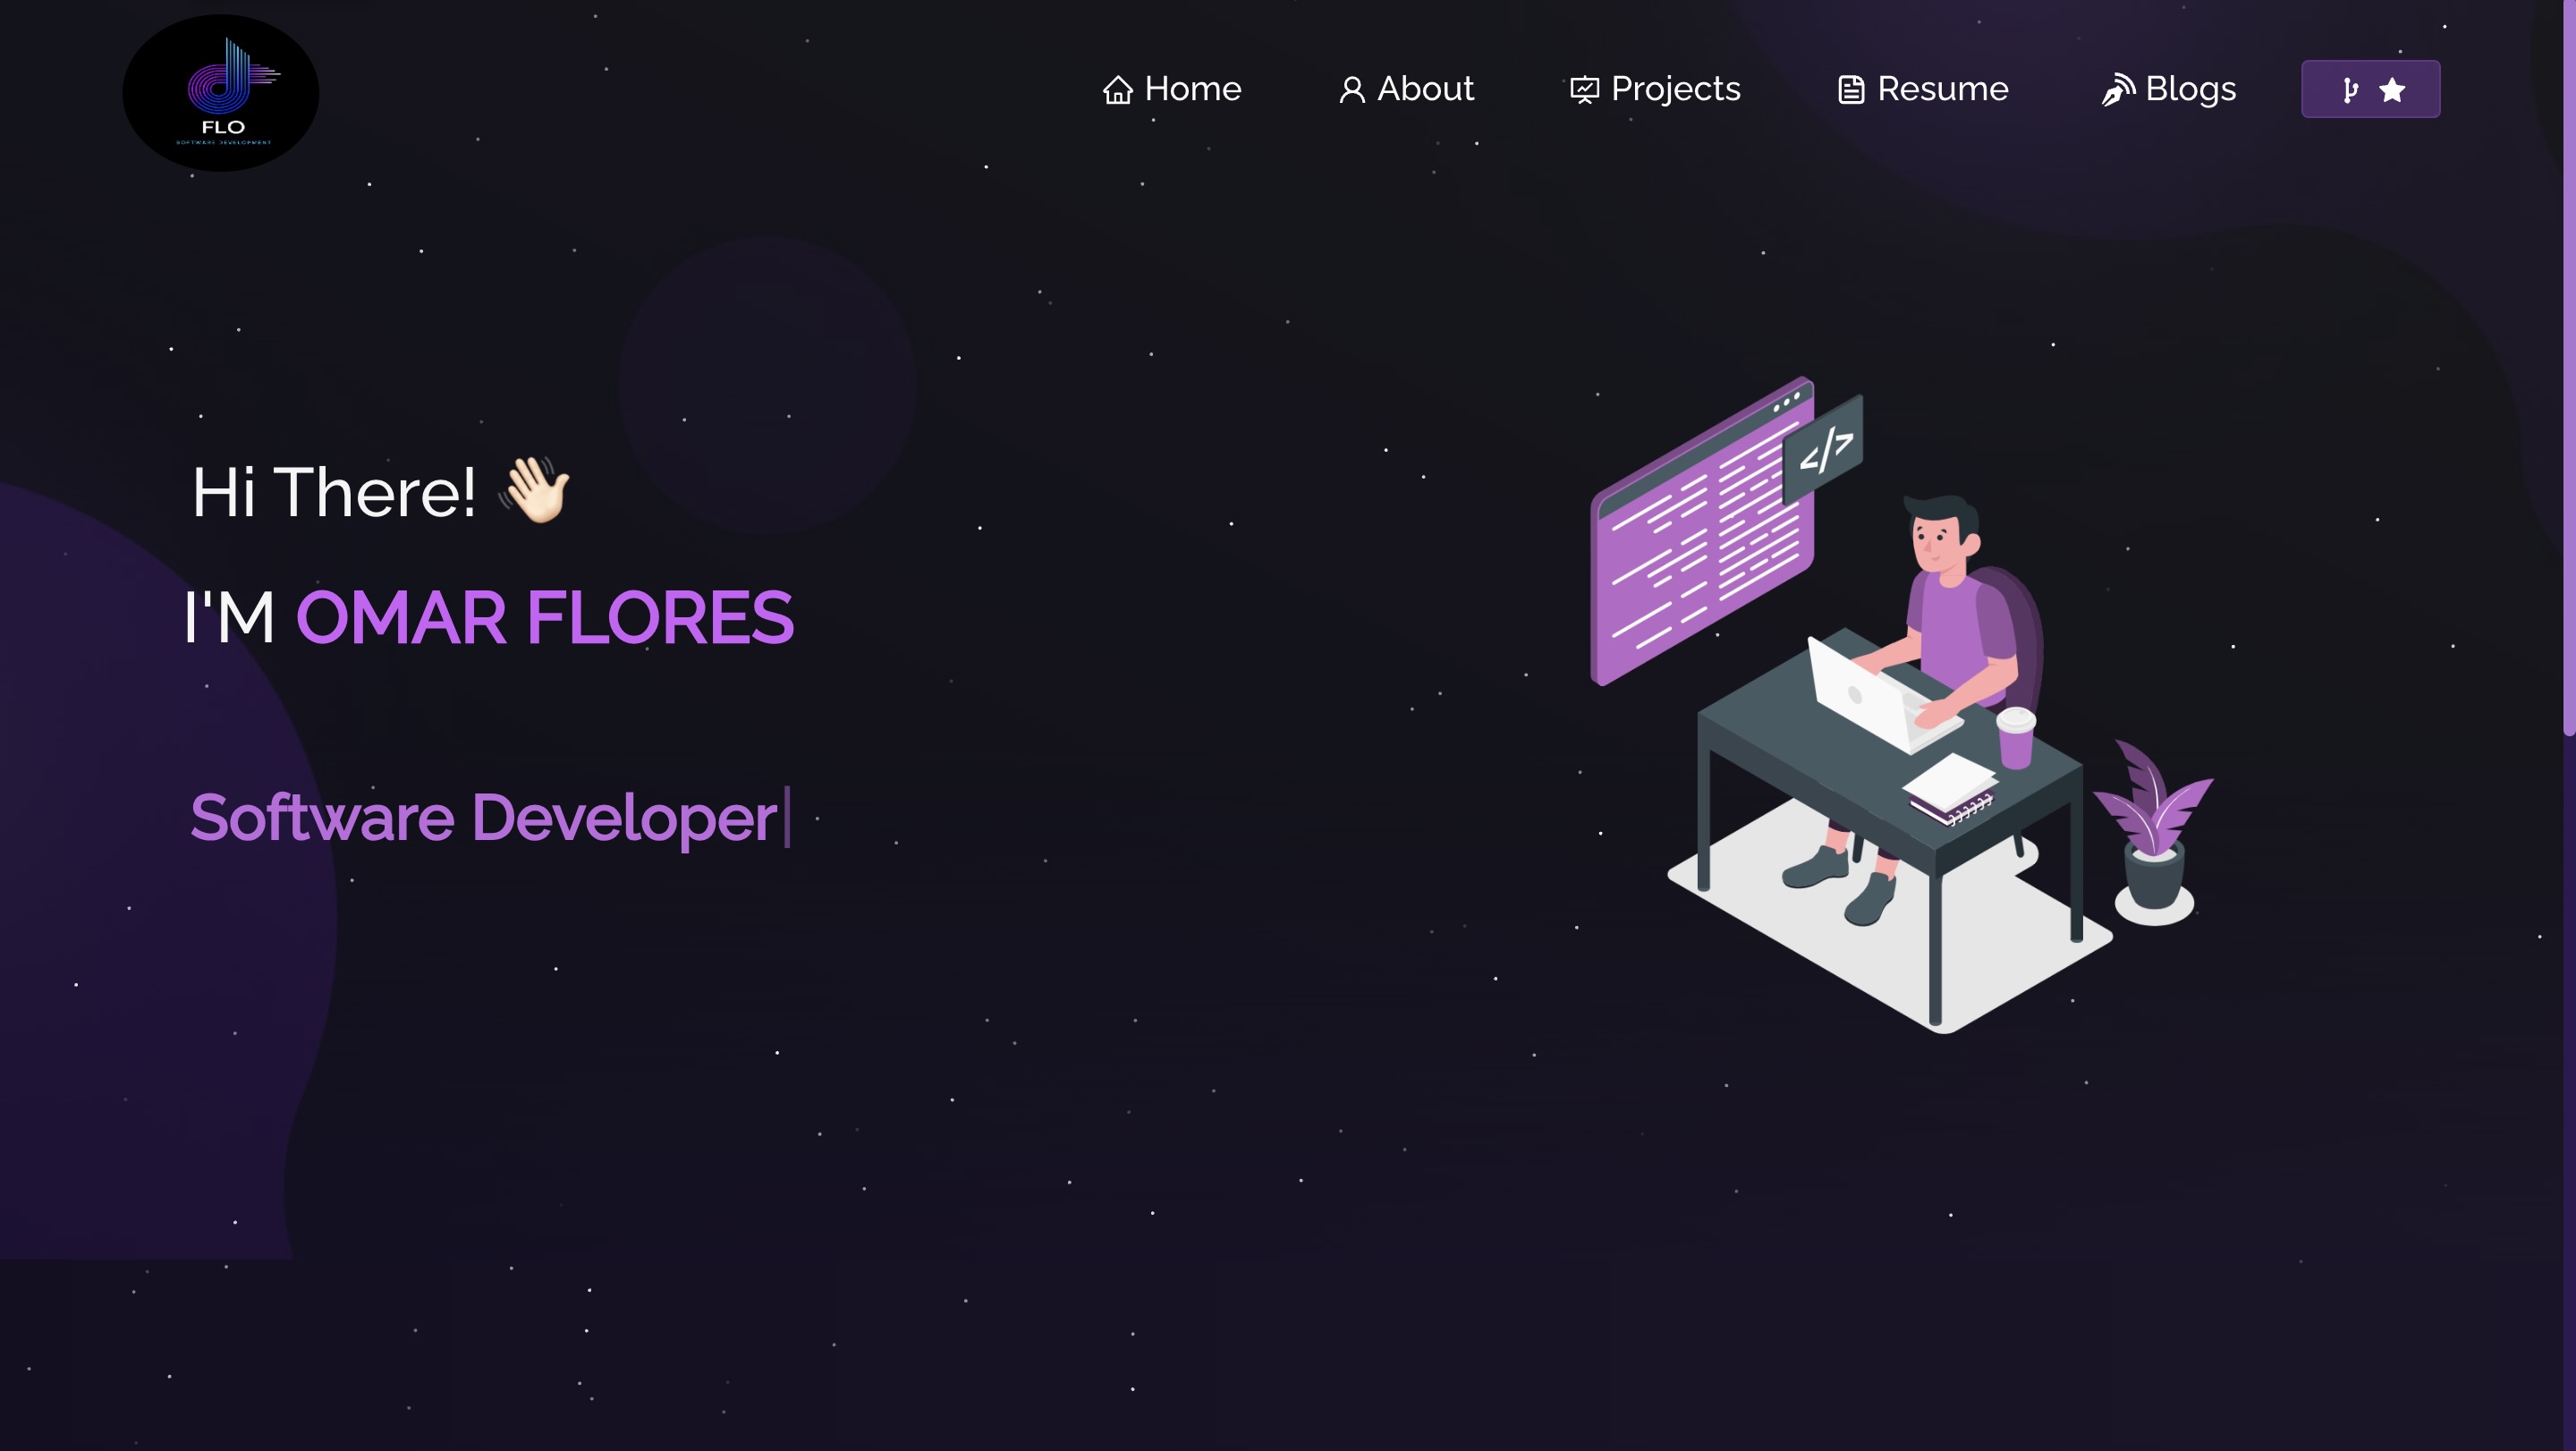 FLO
SOFTWARE DEVELOPMENT
Home
About
Projects
Resume
Blogs
Hi There! 👋🏻
I'M OMAR FLORES
Software Developer|
</>